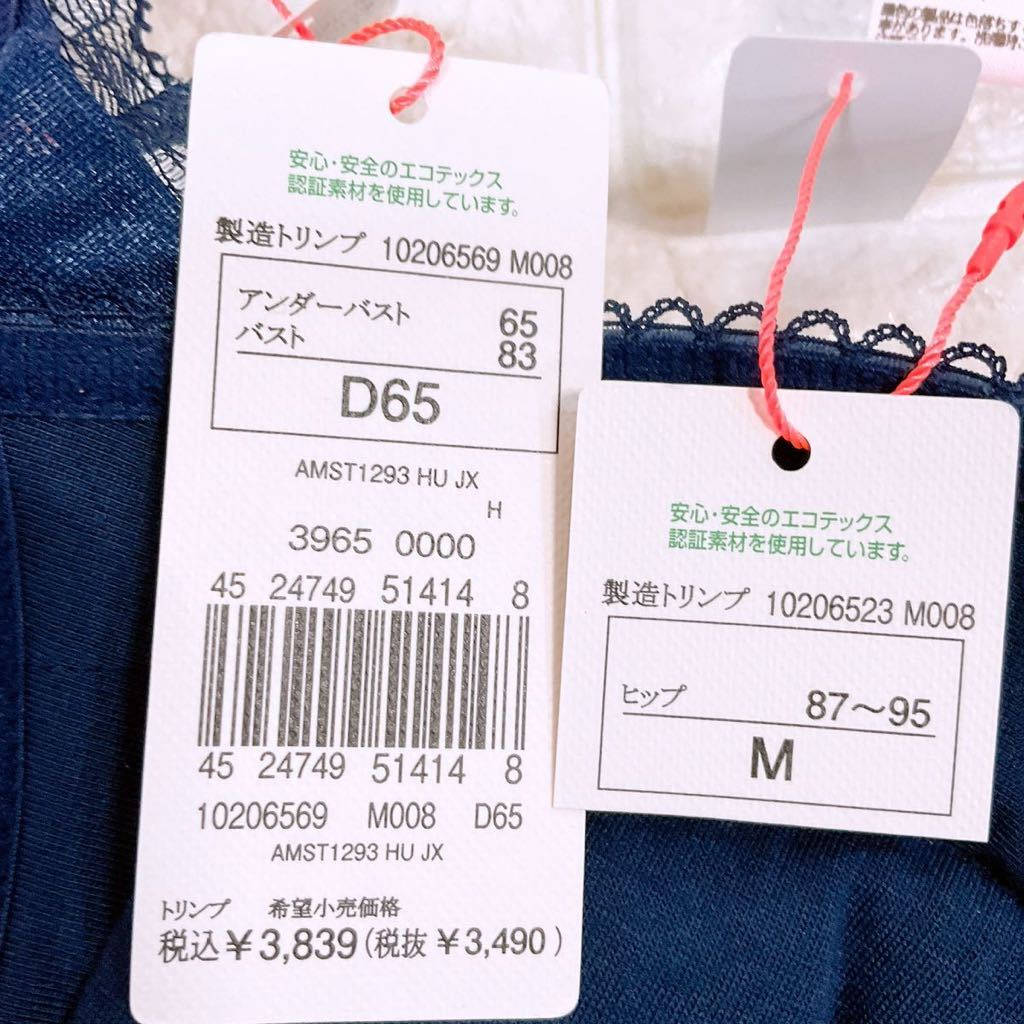 安心・安全のエコテックス
認証素材を使用しています。
製造トリンプ 10206569 M008
アンダーバスト 65
バスト 83
D65
AMST1293 HU JX
H
3965 0000
45 24749 51414 8
45 24749 51414 8
10206569 M008 D65
AMST1293 HU JX
トリンプ 希望小売価格
税込￥3,839(税抜￥3,490)
安心・安全のエコテックス
認証素材を使用しています。
製造トリンプ 10206523 M008
ヒップ 87〜95
M